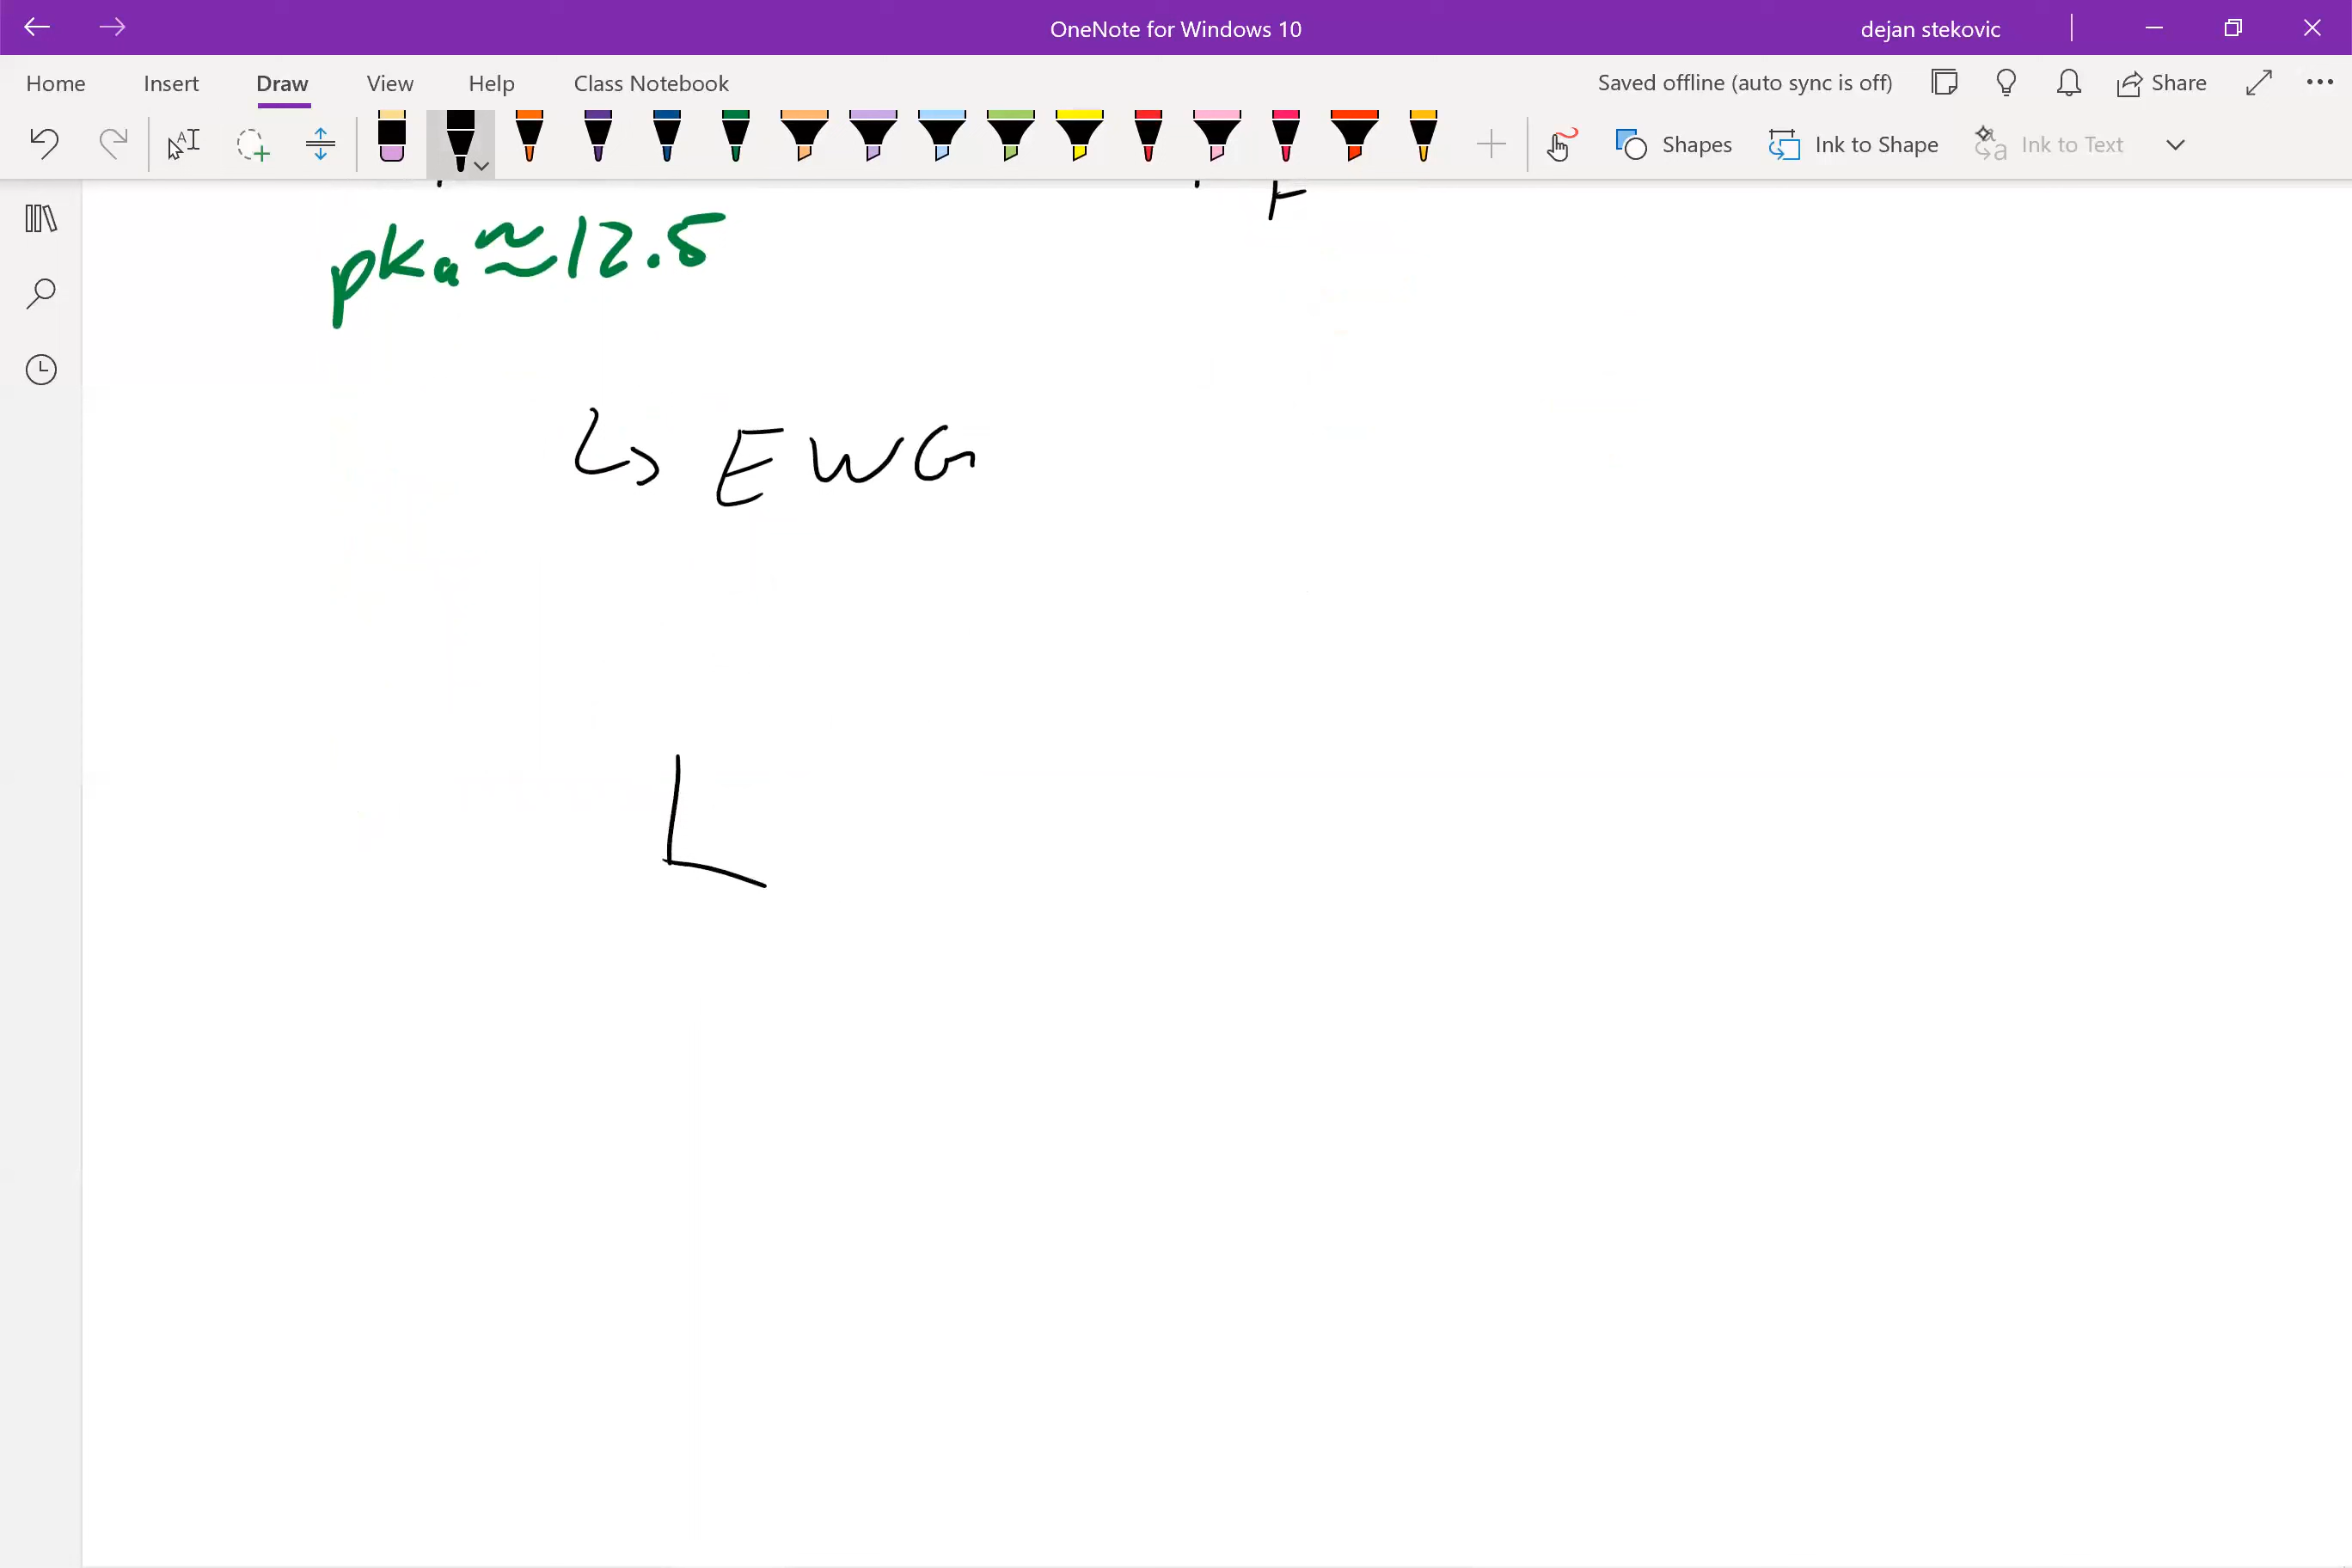 OneNote for Windows 10
dejan stekovic
Home Insert Draw View Help Class Notebook
Saved offline (auto sync is off) Share
Shapes Ink to Shape Ink to Text
pka≈12.5
↳ EWG